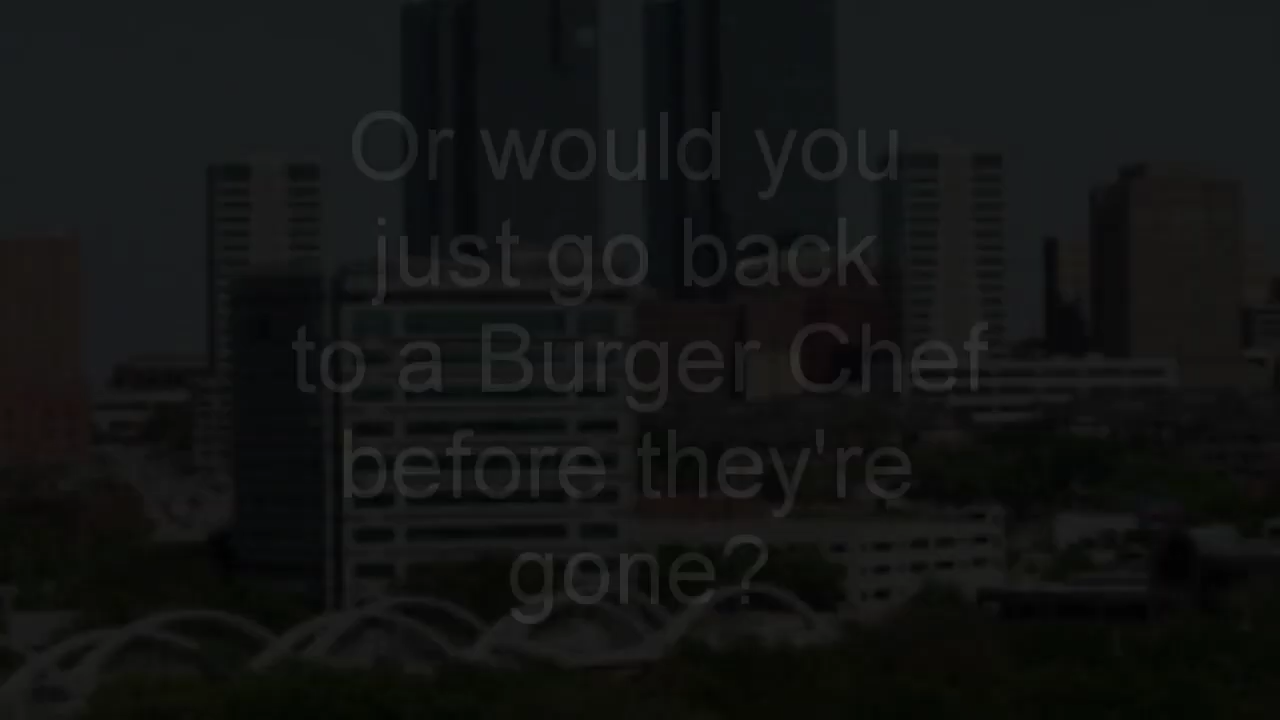 Or would you
just go back
to a Burger Chef
before they're
gone?